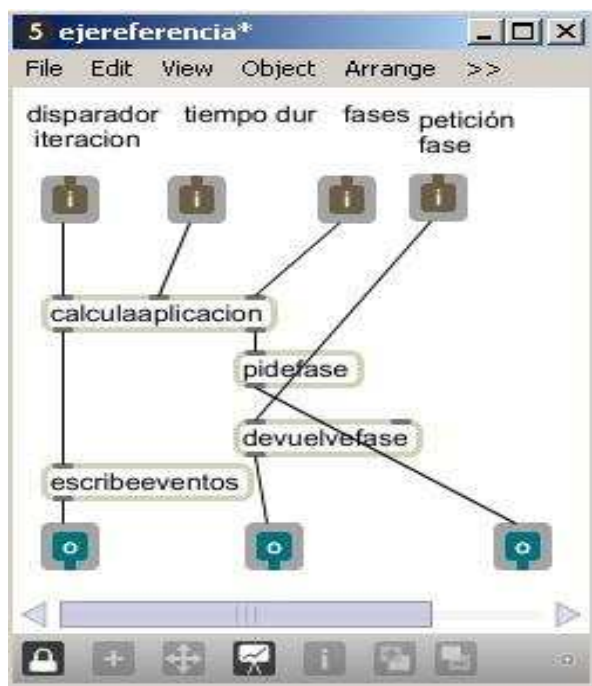 5 ejereferencia*
File Edit View Object Arrange >>
disparador tiempo dur fases petición
iteracion fase
i i i i
calculaaplicacion
pidefase
devuelvefase
escribeeventos
o o o
i